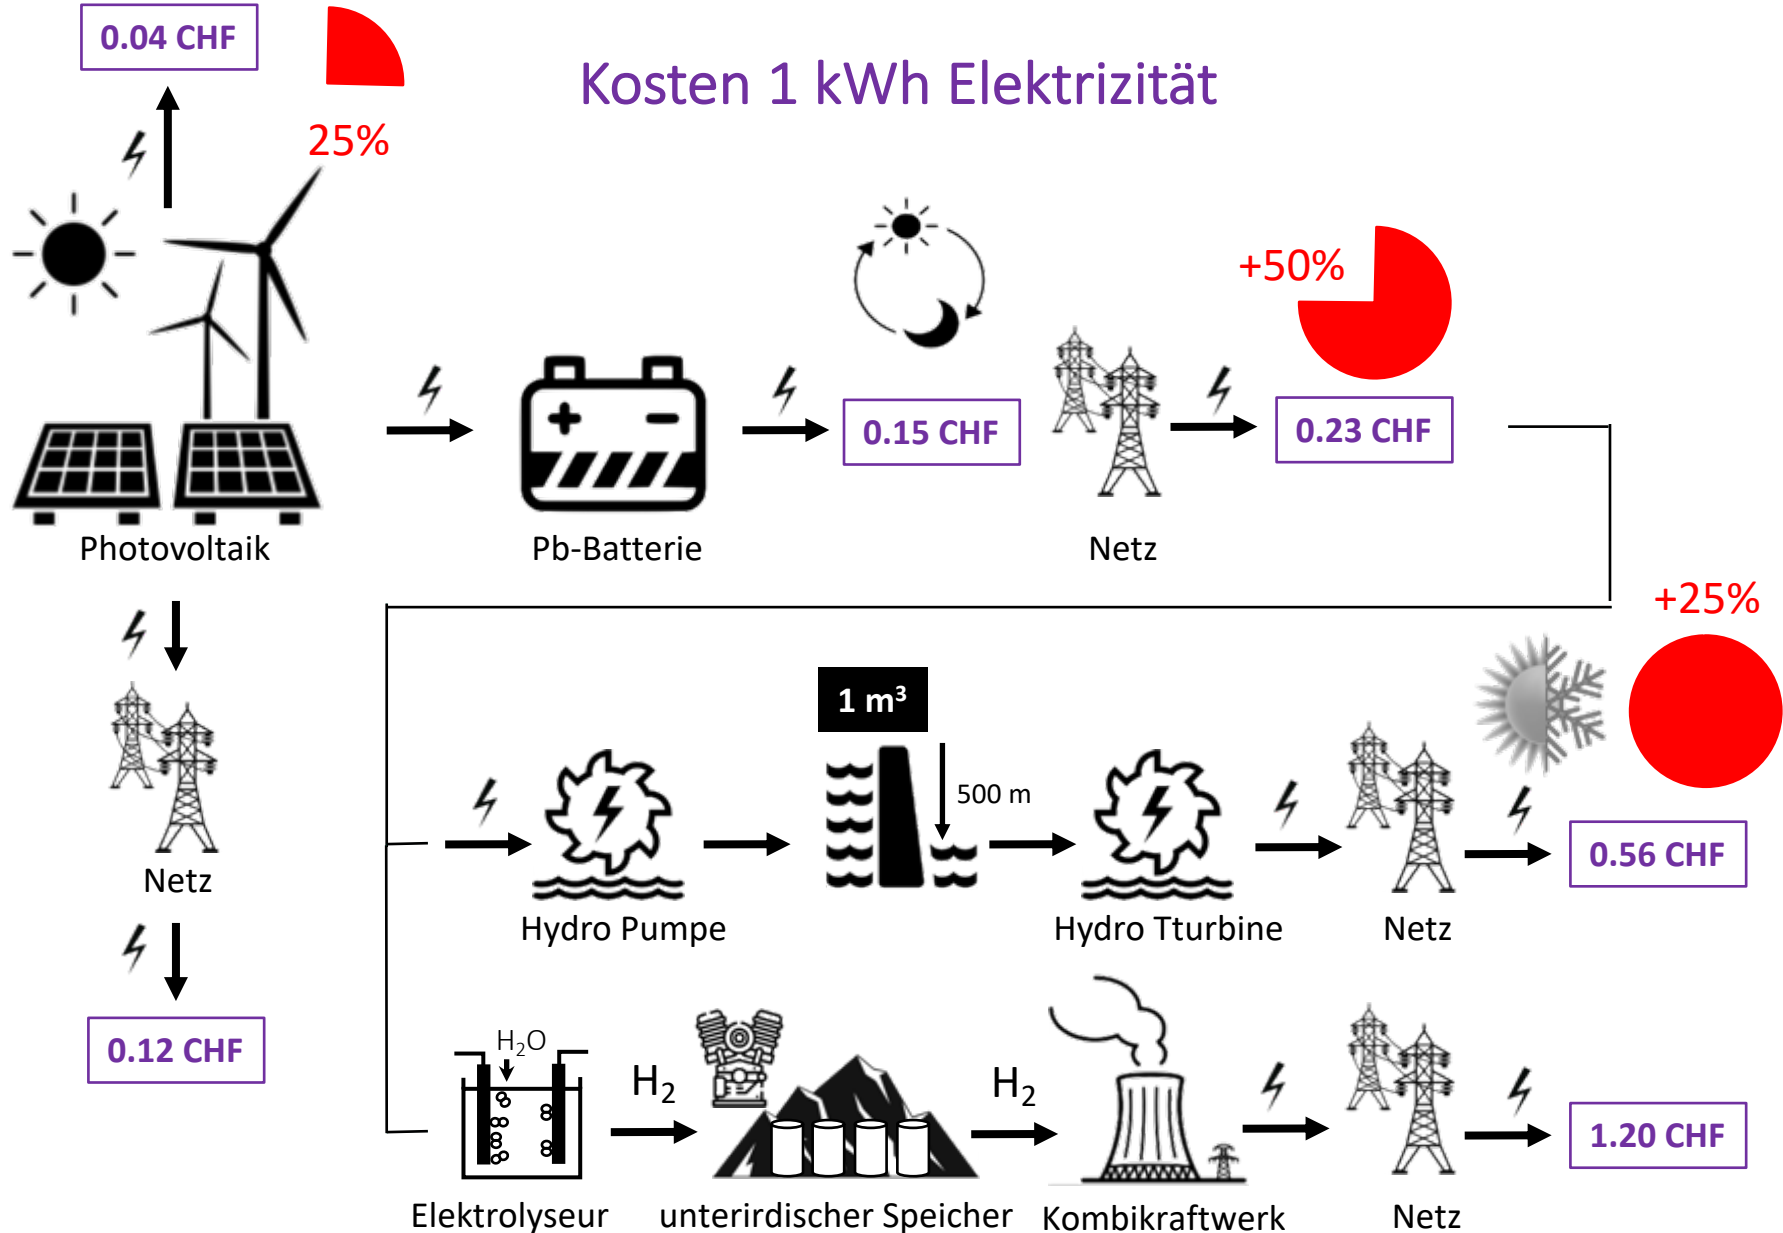 0.04 CHF
25%
Kosten 1 kWh Elektrizität
+50%
0.15 CHF
0.23 CHF
Photovoltaik
Pb-Batterie
Netz
+25%
1 m³
500 m
Netz
0.56 CHF
Hydro Pumpe
Hydro Tturbine
Netz
0.12 CHF
H₂O
H₂
H₂
1.20 CHF
Elektrolyseur
unterirdischer Speicher
Kombikraftwerk
Netz